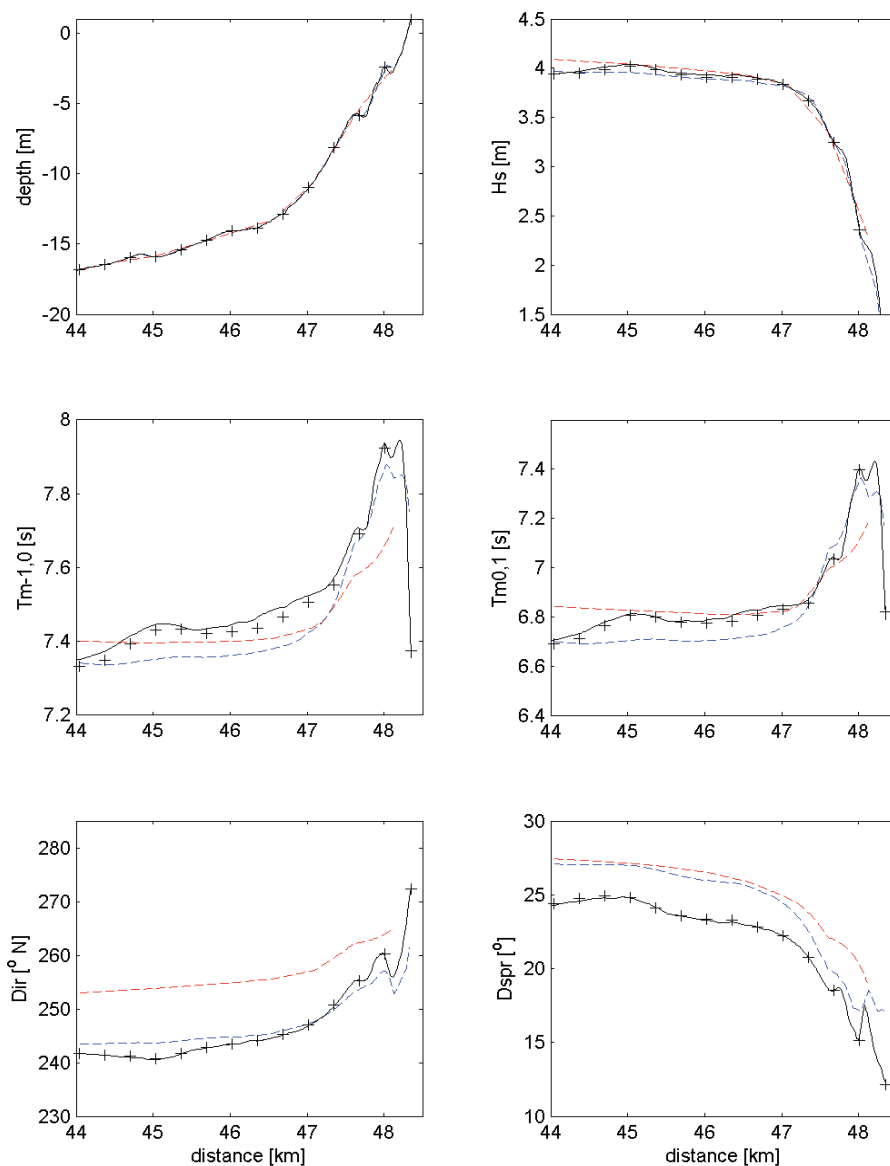 0
-5
-10
-15
-20
depth [m]
44 45 46 47 48
4.5
4
3.5
3
2.5
2
1.5
Hs [m]
44 45 46 47 48
8
7.8
7.6
7.4
7.2
Tm-1,0 [s]
44 45 46 47 48
7.4
7.2
7
6.8
6.6
6.4
Tm0,1 [s]
44 45 46 47 48
280
270
260
250
240
230
Dir [° N]
44 45 46 47 48
distance [km]
30
25
20
15
10
Dspr [°]
44 45 46 47 48
distance [km]